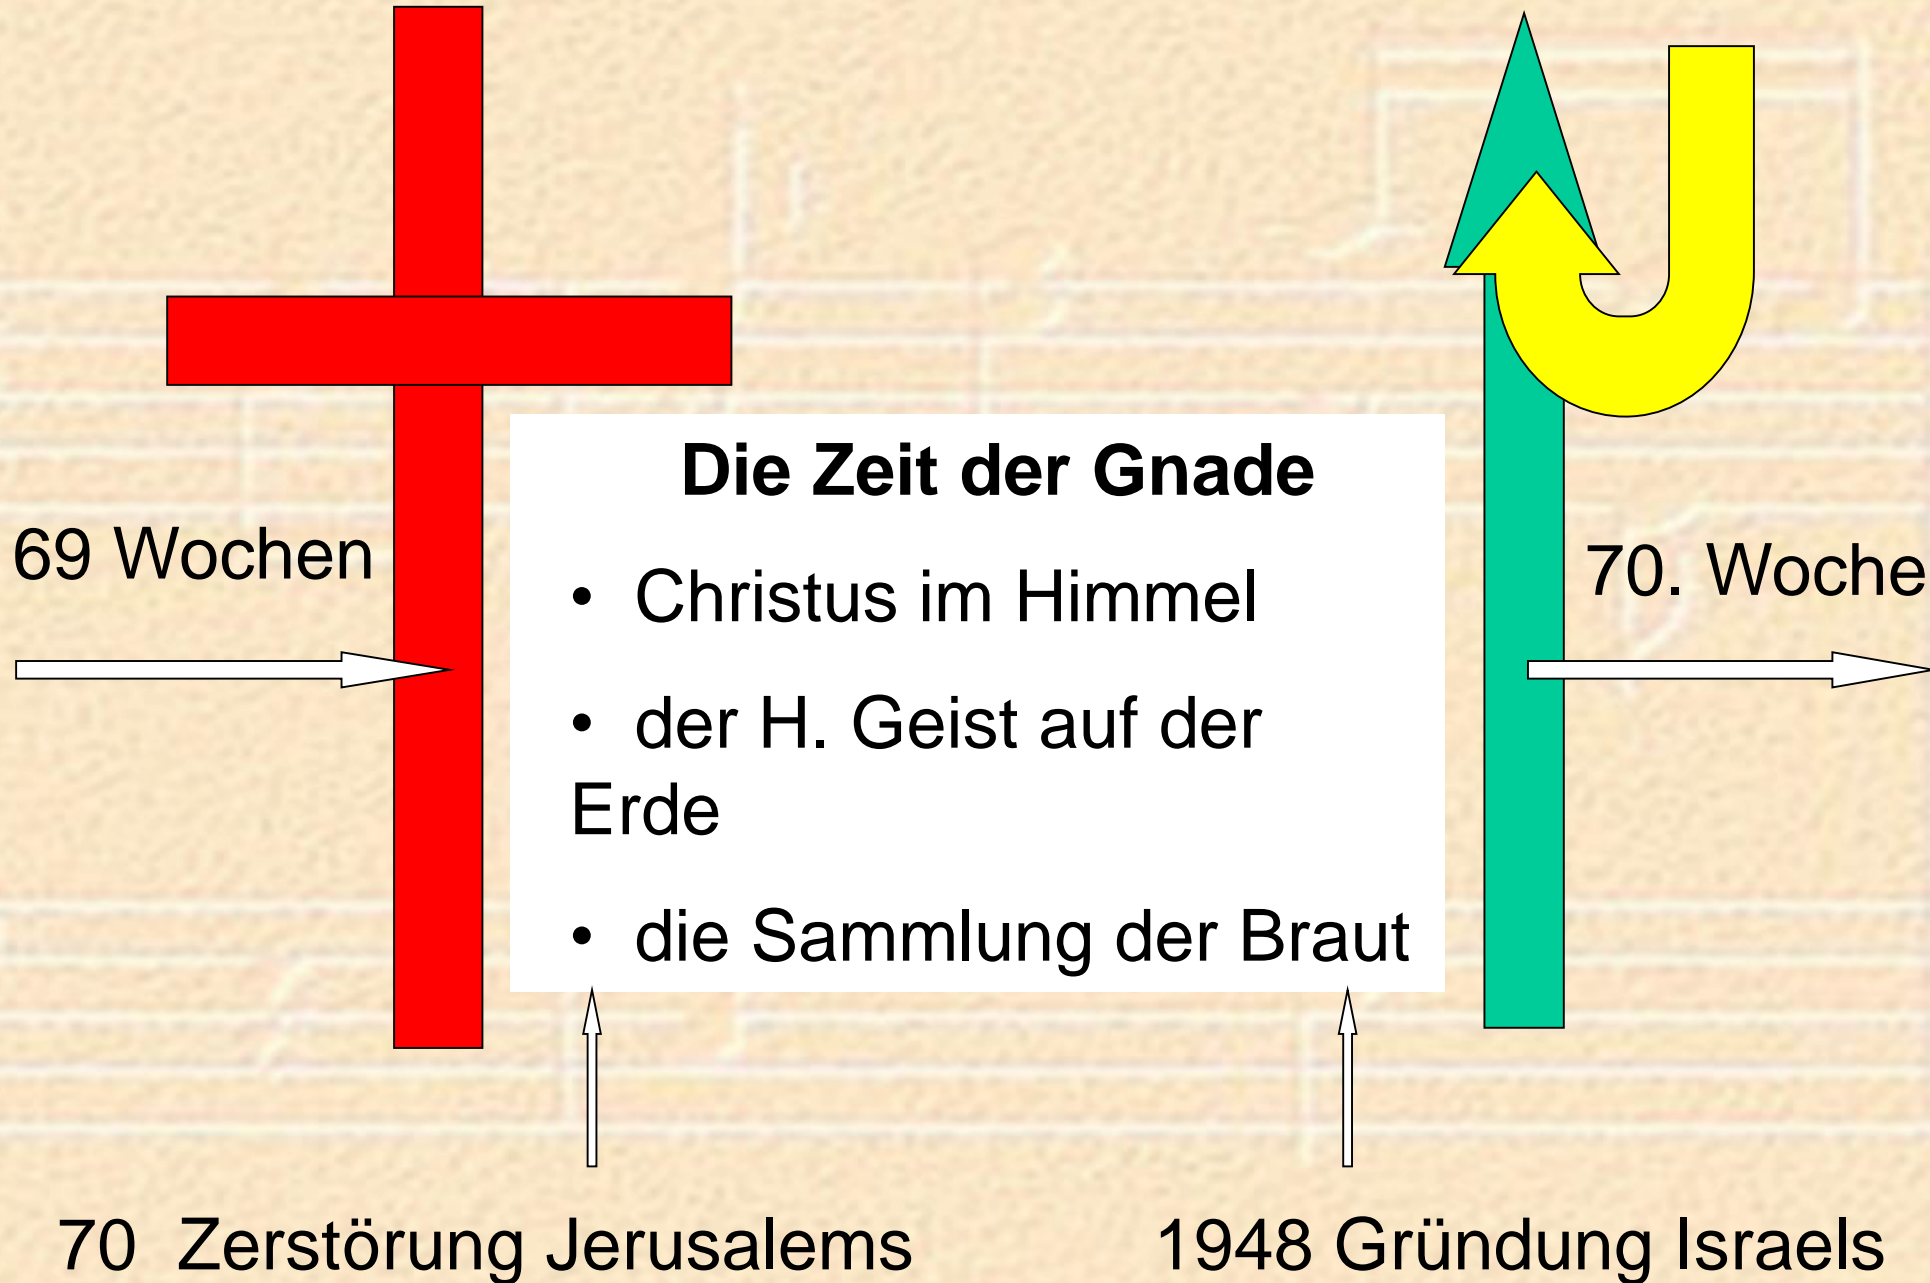 Die Zeit der Gnade
69 Wochen
• Christus im Himmel
70. Woche
• der H. Geist auf der
Erde
• die Sammlung der Braut
70 Zerstörung Jerusalems
1948 Gründung Israels